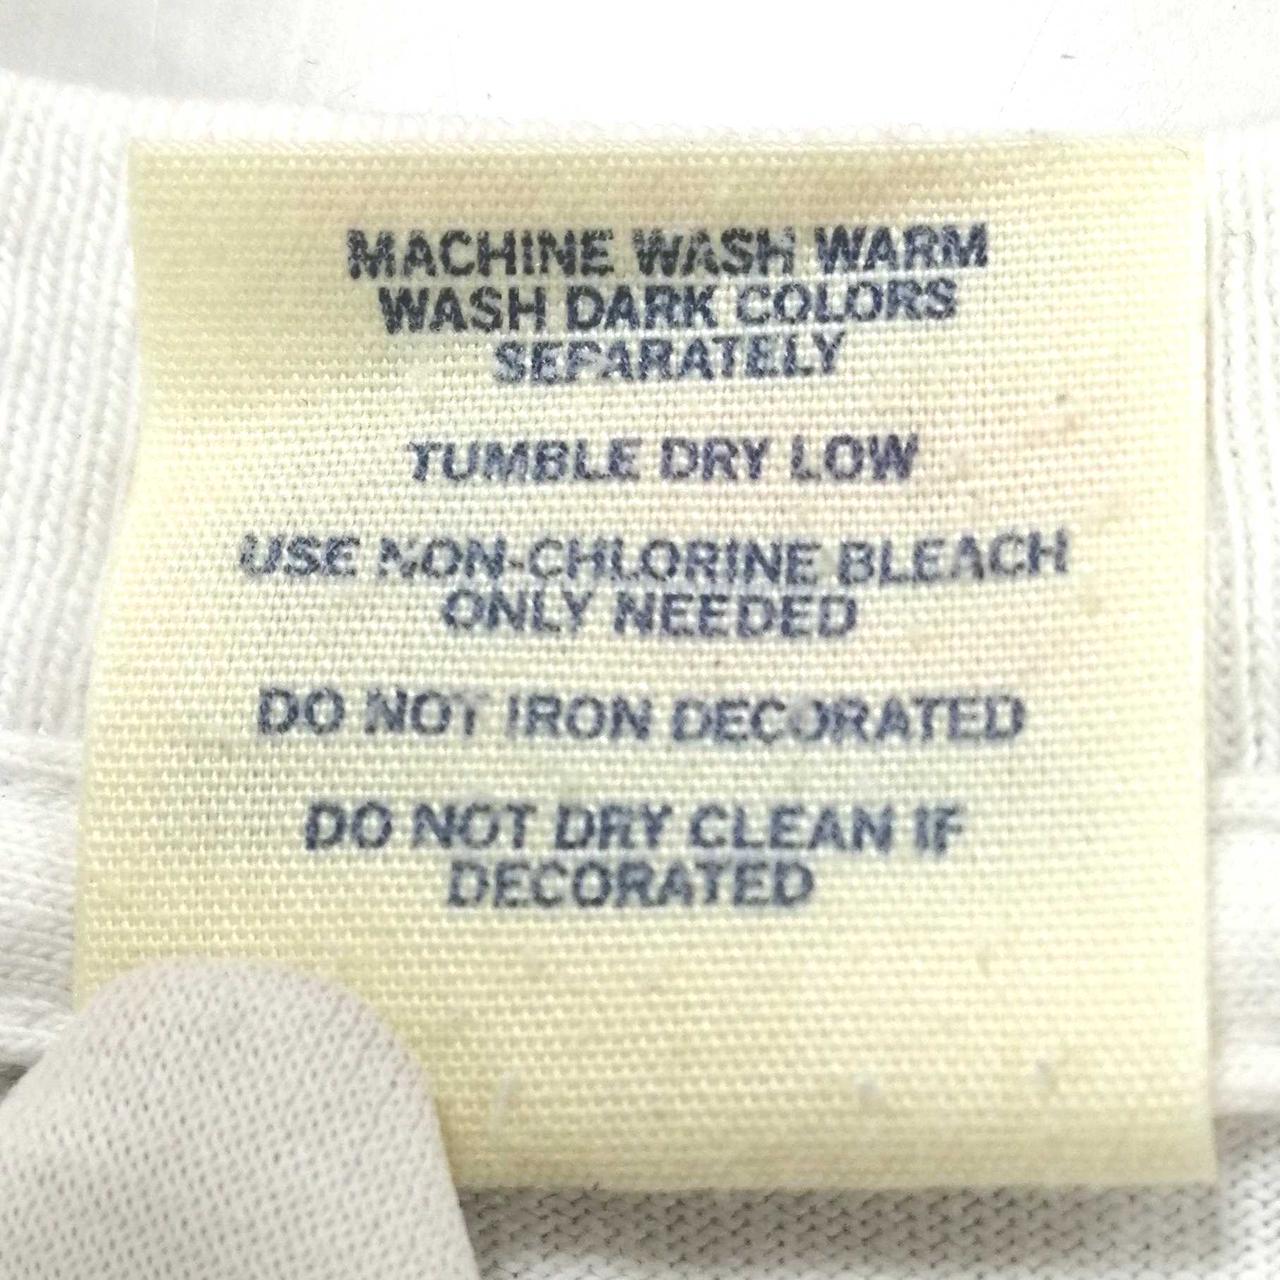 MACHINE WASH WARM
WASH DARK COLORS
SEPARATELY
TUMBLE DRY LOW
USE NON-CHLORINE BLEACH
ONLY NEEDED
DO NOT IRON DECORATED
DO NOT DRY CLEAN IF
DECORATED